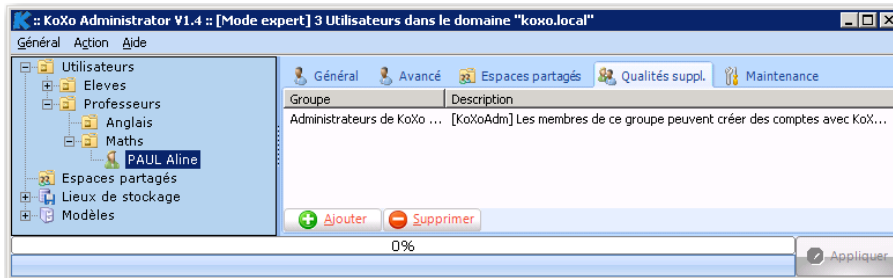 :: KoXo Administrator V1.4 :: [Mode expert] 3 Utilisateurs dans le domaine "koxo.local"
Général Action Aide
Utilisateurs
Eleves
Professeurs
Anglais
Maths
PAUL Aline
Espaces partagés
Lieux de stockage
Modèles
Général Avancé Espaces partagés Qualités suppl. Maintenance
Groupe Description
Administrateurs de KoXo ... [KoXoAdm] Les membres de ce groupe peuvent créer des comptes avec KoX...
Ajouter Supprimer
0%
Appliquer